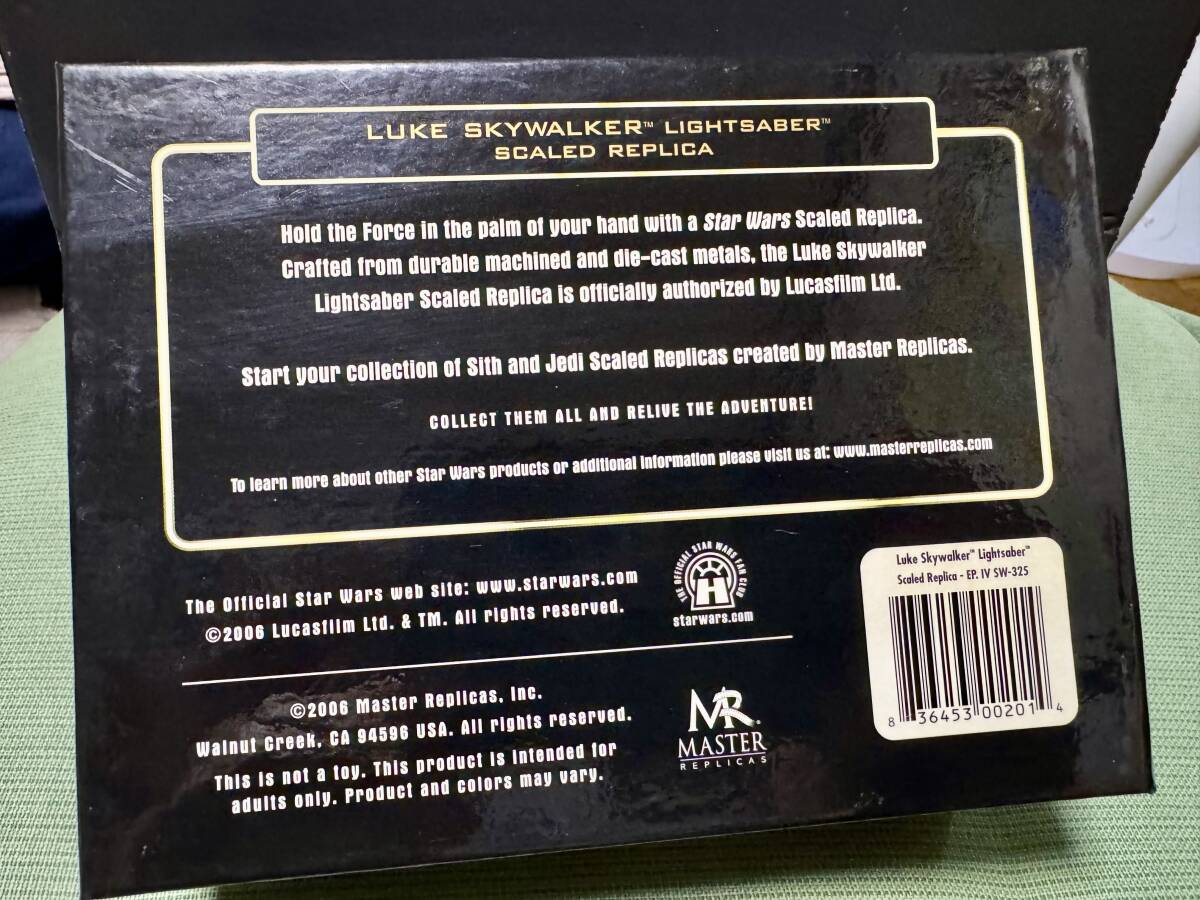 LUKE SKYWALKER™ LIGHTSABER™
SCALED REPLICA
Hold the Force in the palm of your hand with a Star Wars Scaled Replica.
Crafted from durable machined and die-cast metals, the Luke Skywalker
Lightsaber Scaled Replica is officially authorized by Lucasfilm Ltd.
Start your collection of Sith and Jedi Scaled Replicas created by Master Replicas.
COLLECT THEM ALL AND RELIVE THE ADVENTURE!
To learn more about other Star Wars products or additional information please visit us at: www.masterreplicas.com
The Official Star Wars web site: www.starwars.com
©2006 Lucasfilm Ltd. & TM. All rights reserved.
THE OFFICIAL STAR WARS FAN CLUB
starwars.com
©2006 Master Replicas, Inc.
Walnut Creek, CA 94596 USA. All rights reserved.
This is not a toy. This product is intended for
adults only. Product and colors may vary.
MR.
MASTER
REPLICAS
Luke Skywalker™ Lightsaber™
Scaled Replica - EP. IV SW-325
8 36453 00201 4